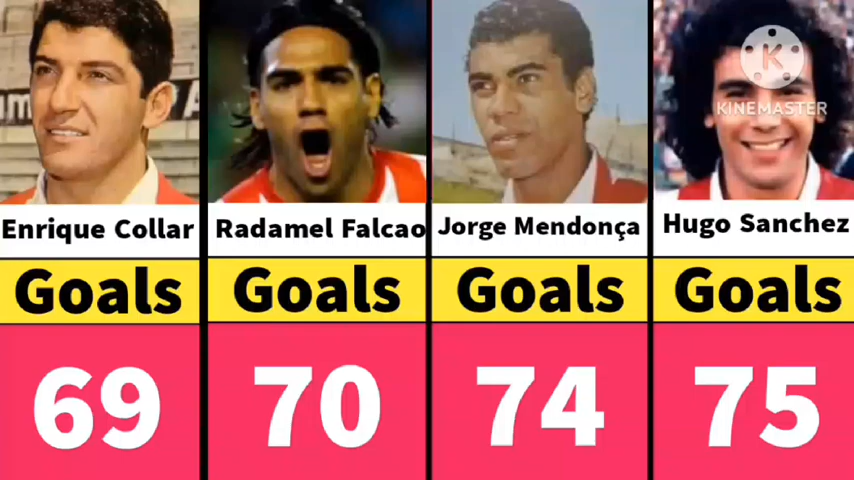 K
KINEMASTER
Enrique Collar
Radamel Falcao
Jorge Mendonça
Hugo Sanchez
Goals
Goals
Goals
Goals
69
70
74
75